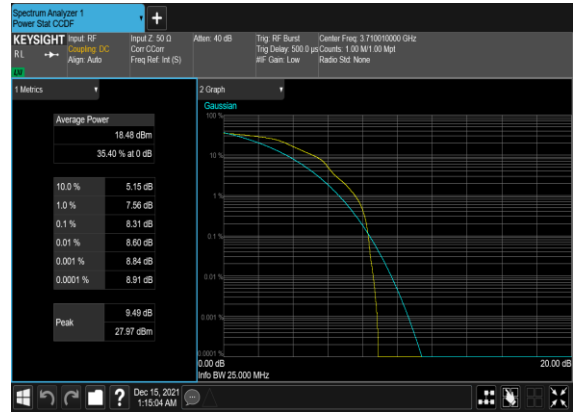 Spectrum Analyzer 1
Power Stat CCDF
KEYSIGHT Input: RF Input Z: 50 Ω Atten: 40 dB Trig: RF Burst Center Freq: 3.710010000 GHz
RL Coupling: DC Corr CCorr Trig Delay: 500.0 µs Counts: 1.00 M/1.00 Mpt
Align: Auto Freq Ref: Int (S) #IF Gain: Low Radio Std: None
1 Metrics
Average Power
18.48 dBm
35.40 % at 0 dB
10.0 % 5.15 dB
1.0 % 7.56 dB
0.1 % 8.31 dB
0.01 % 8.60 dB
0.001 % 8.84 dB
0.0001 % 8.91 dB
Peak 9.49 dB
27.97 dBm
2 Graph
Gaussian
100 %
10 %
1 %
0.1 %
0.01 %
0.001 %
0.0001 %
0.00 dB 20.00 dB
Info BW 25.000 MHz
? Dec 15, 2021
1:15:04 AM